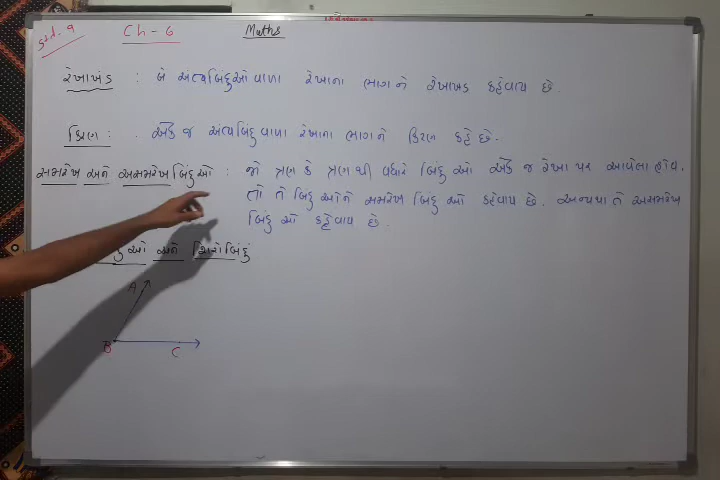 Std. 9
Ch - 6
Maths
રેખાખંડ : બે અંત્યબિંદુઓ વાળા રેખાના ભાગને રેખાખંડ કહેવાય છે.
કિરણ : એક જ અંત્યબિંદુ વાળા રેખાના ભાગને કિરણ કહે છે.
સમરેખ અને અસમરેખ બિંદુઓ : જો ત્રણ કે ત્રણથી વધારે બિંદુઓ એક જ રેખા પર આવેલા હોય.
તો તે બિંદુઓને સમરેખ બિંદુઓ કહેવાય છે. અન્યથા તે અસમરેખ
બિંદુઓ કહેવાય છે.
ઓ અને શિરોબિંદુ
A
B
C